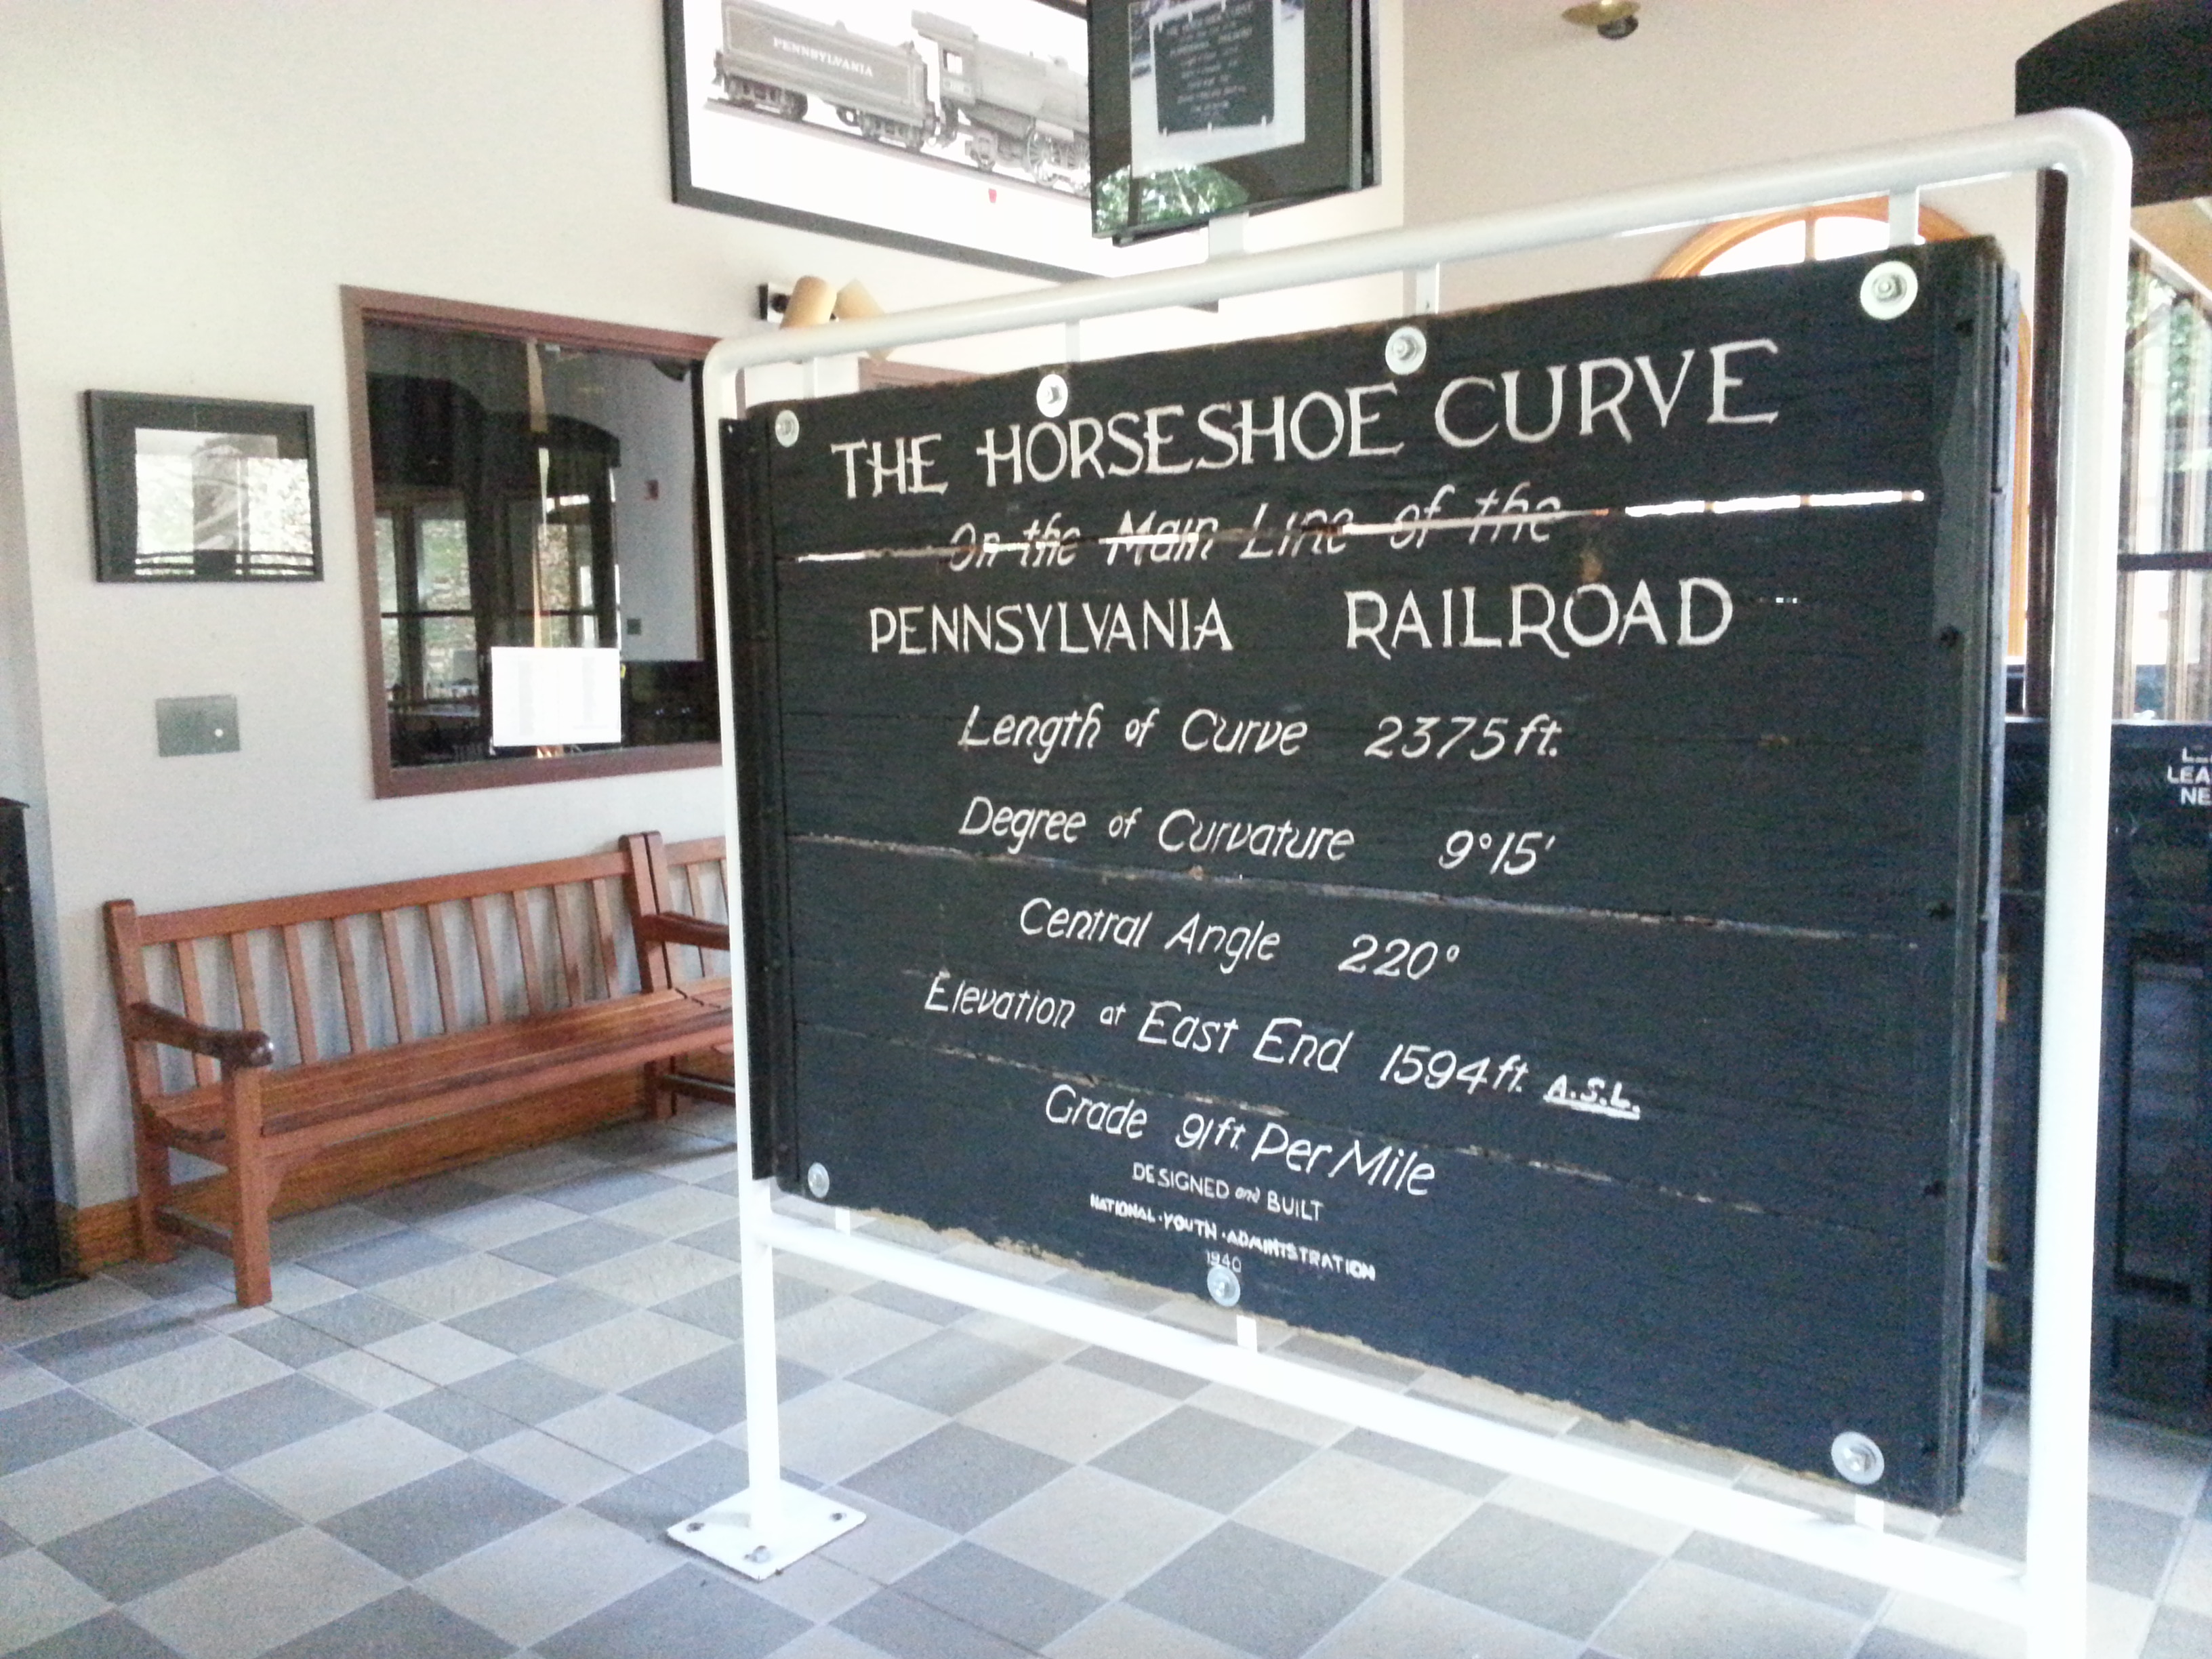 PENNSYLVANIA
THE HORSESHOE CURVE
On the Main Line of the
PENNSYLVANIA RAILROAD
Length of Curve 2375 ft.
Degree of Curvature 9°15'
Central Angle 220°
Elevation at East End 1594 ft. A.S.L.
Grade 91 ft. Per Mile
DESIGNED and BUILT
NATIONAL·YOUTH·ADMINISTRATION
1940
LEA
NE